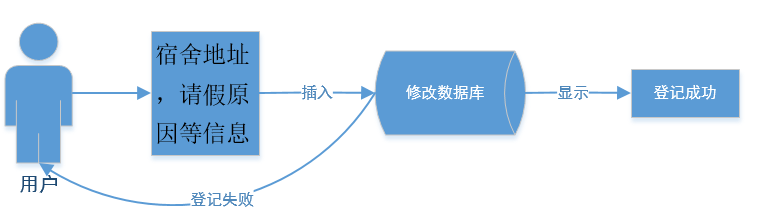 宿舍地址
，请假原
因等信息
插入
修改数据库
显示
登记成功
用户
登记失败